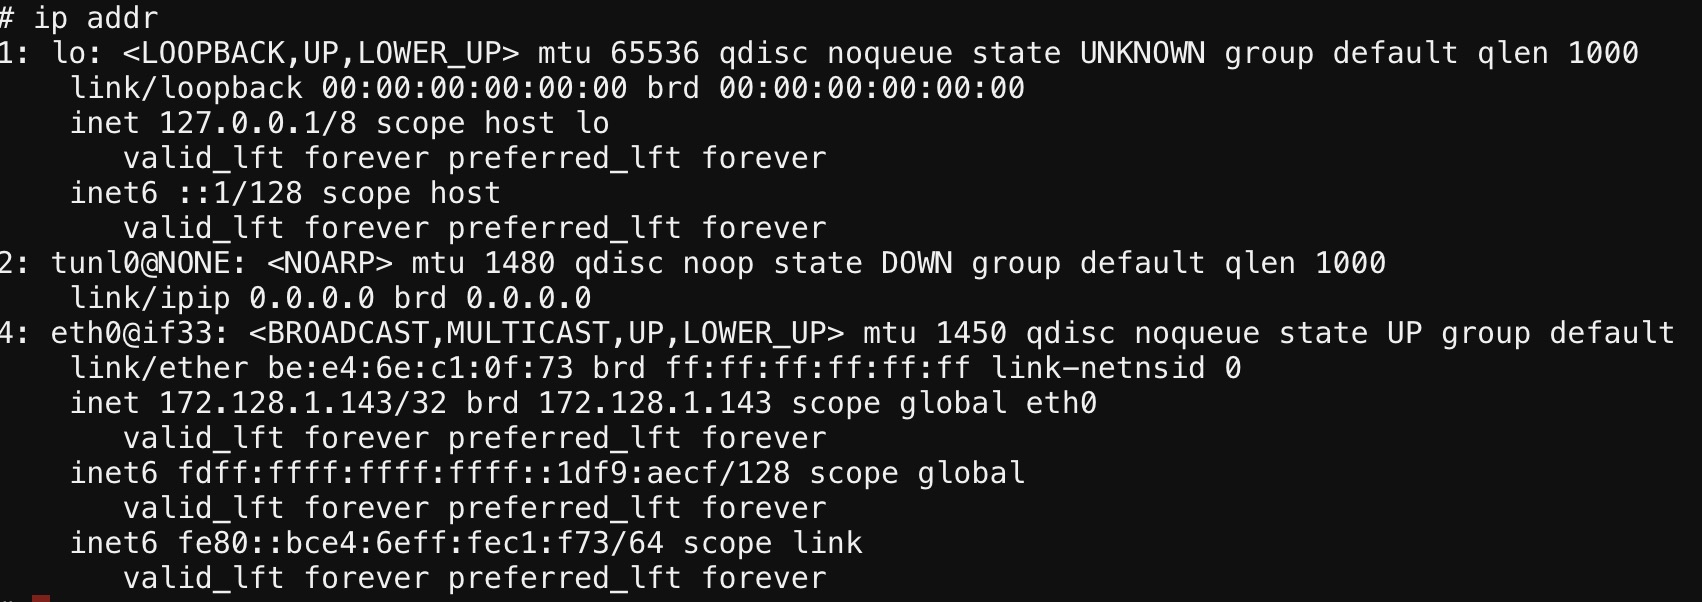 # ip addr
1: lo: <LOOPBACK,UP,LOWER_UP> mtu 65536 qdisc noqueue state UNKNOWN group default qlen 1000
    link/loopback 00:00:00:00:00:00 brd 00:00:00:00:00:00
    inet 127.0.0.1/8 scope host lo
       valid_lft forever preferred_lft forever
    inet6 ::1/128 scope host
       valid_lft forever preferred_lft forever
2: tunl0@NONE: <NOARP> mtu 1480 qdisc noop state DOWN group default qlen 1000
    link/ipip 0.0.0.0 brd 0.0.0.0
4: eth0@if33: <BROADCAST,MULTICAST,UP,LOWER_UP> mtu 1450 qdisc noqueue state UP group default
    link/ether be:e4:6e:c1:0f:73 brd ff:ff:ff:ff:ff:ff link-netnsid 0
    inet 172.128.1.143/32 brd 172.128.1.143 scope global eth0
       valid_lft forever preferred_lft forever
    inet6 fdff:ffff:ffff:ffff::1df9:aecf/128 scope global
       valid_lft forever preferred_lft forever
    inet6 fe80::bce4:6eff:fec1:f73/64 scope link
       valid_lft forever preferred_lft forever